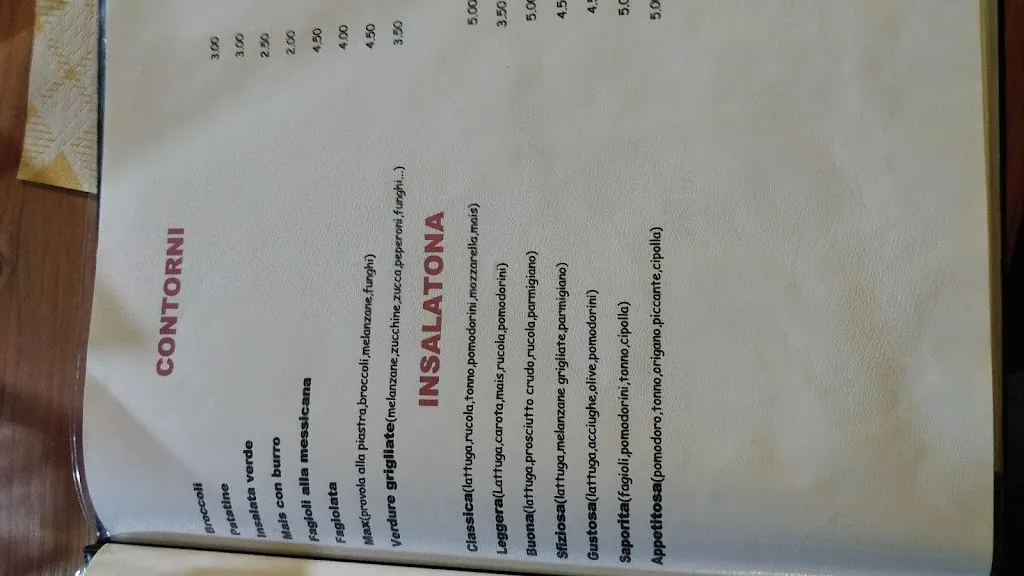 CONTORNI
Broccoli 3.00
Patatine 3.00
Insalata verde 2.50
Mais con burro 2.00
Fagioli alla messicana 4.50
Fagiolata 4.00
Max(provola alla piastra,broccoli,melanzane,funghi) 4.50
Verdure grigliate(melanzane,zucchine,zucca,peperoni,funghi...) 3.50
INSALATONA
Classica(lattuga,rucola,tonno,pomodorini,mozzarella,mais) 5.00
Leggera(Lattuga,carota,mais,rucola,pomodorini) 3.50
Buona(lattuga,prosciutto crudo,rucola,parmigiano) 5.00
Sfiziosa(lattuga,melanzane grigliate,parmigiano)
Gustosa(lattuga,acciughe,olive,pomodorini)
Saporita(fagioli,pomodorini,tonno,cipolla)
Appetitosa(pomodoro,tonno,origano,piccante,cipolla)